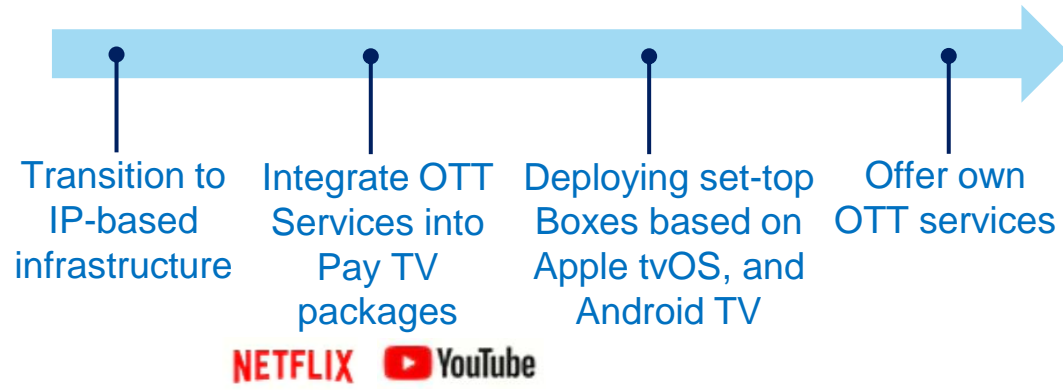 Transition to
IP-based
infrastructure
Integrate OTT
Services into
Pay TV
packages
Deploying set-top
Boxes based on
Apple tvOS, and
Android TV
Offer own
OTT services
NETFLIX
YouTube